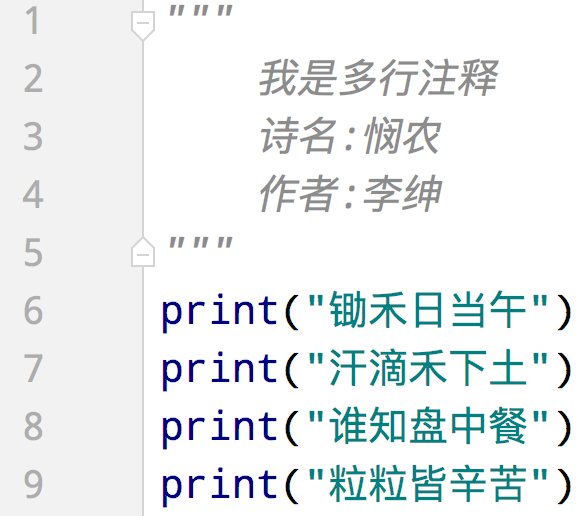 1 """
2 我是多行注释
3 诗名:悯农
4 作者:李绅
5 """
6 print("锄禾日当午")
7 print("汗滴禾下土")
8 print("谁知盘中餐")
9 print("粒粒皆辛苦")